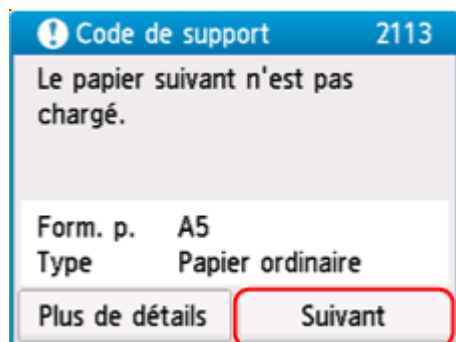 Code de support 2113
Le papier suivant n'est pas
chargé.
Form. p. A5
Type Papier ordinaire
Plus de détails Suivant